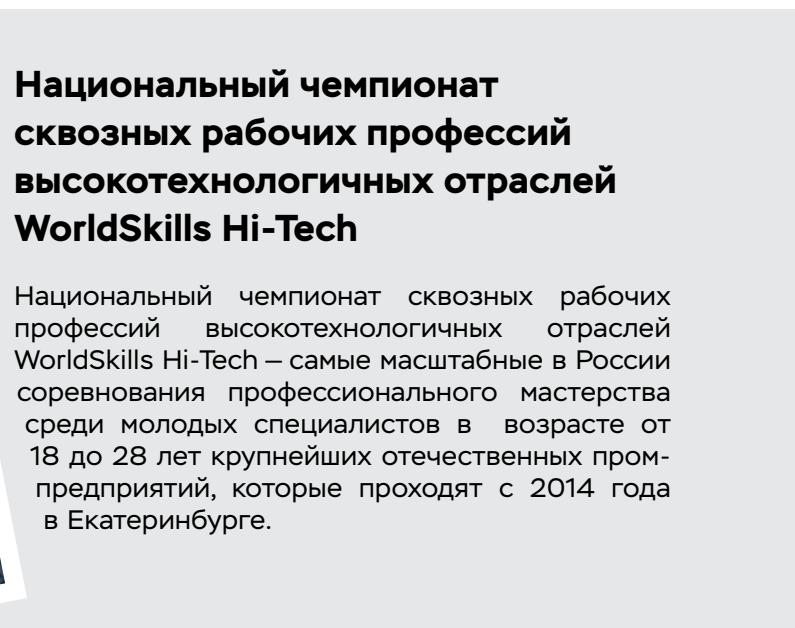 Национальный чемпионат
сквозных рабочих профессий
высокотехнологичных отраслей
WorldSkills Hi-Tech
Национальный чемпионат сквозных рабочих
профессий высокотехнологичных отраслей
WorldSkills Hi-Tech – самые масштабные в России
соревнования профессионального мастерства
среди молодых специалистов в возрасте от
18 до 28 лет крупнейших отечественных пром-
предприятий, которые проходят с 2014 года
в Екатеринбурге.